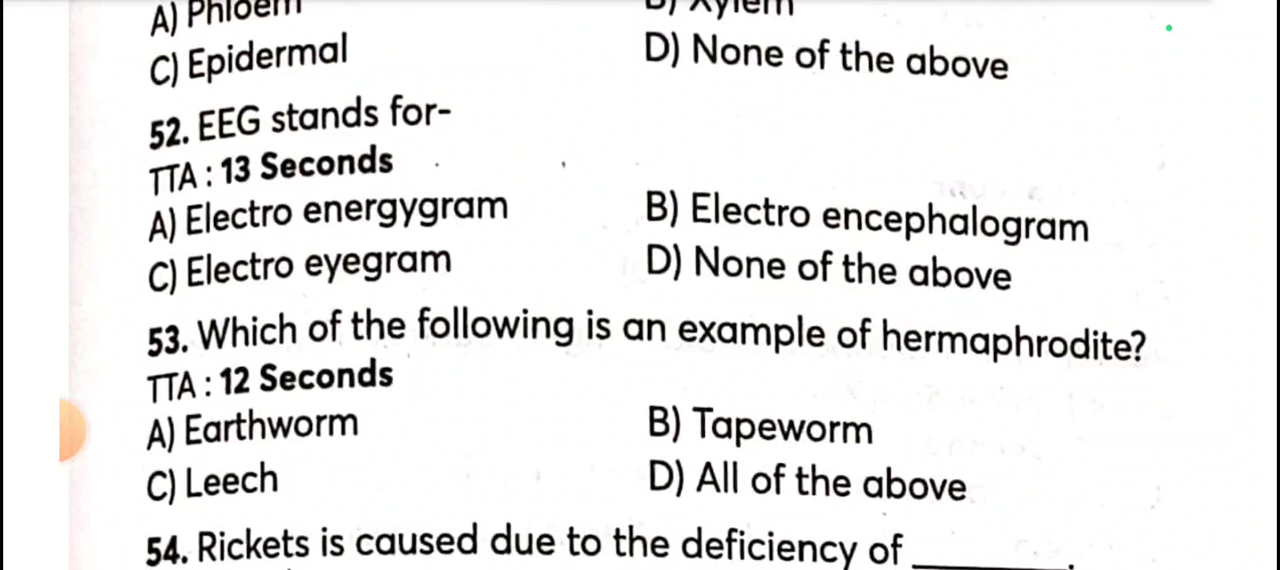 A) Phloem B) Xylem
C) Epidermal D) None of the above
52. EEG stands for-
TTA : 13 Seconds
A) Electro energygram B) Electro encephalogram
C) Electro eyegram D) None of the above
53. Which of the following is an example of hermaphrodite?
TTA : 12 Seconds
A) Earthworm B) Tapeworm
C) Leech D) All of the above
54. Rickets is caused due to the deficiency of ________.